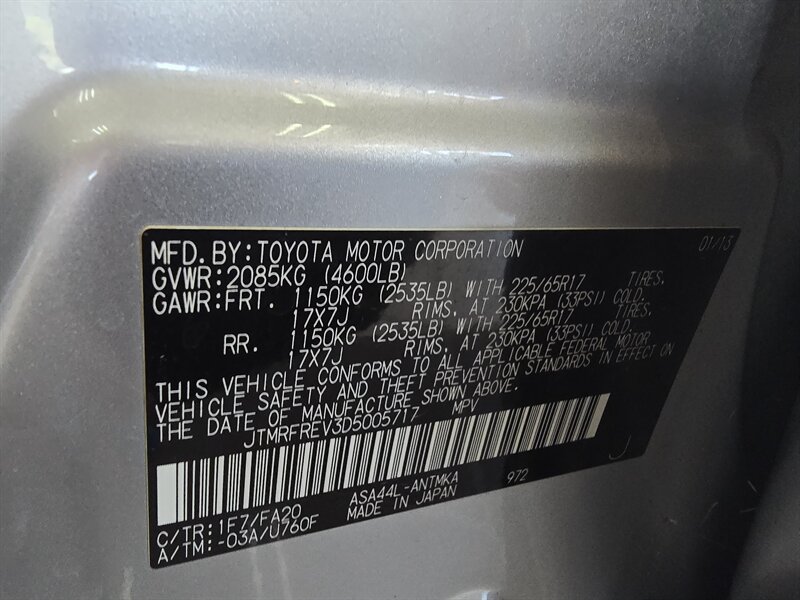 MFD.BY:TOYOTA MOTOR CORPORATION 01/13
GVWR:2085KG (4600LB)
GAWR:FRT. 1150KG (2535LB) WITH 225/65R17 TIRES,
17X7J RIMS, AT 230KPA (33PSI) COLD.
RR. 1150KG (2535LB) WITH 225/65R17 TIRES,
17X7J RIMS, AT 230KPA (33PSI) COLD.
THIS VEHICLE CONFORMS TO ALL APPLICABLE FEDERAL MOTOR
VEHICLE SAFETY AND THEFT PREVENTION STANDARDS IN EFFECT ON
THE DATE OF MANUFACTURE SHOWN ABOVE.
JTMRFREV3D5005717 MPV
J
C/TR:1F7/FA20 ASA44L-ANTMKA 972
A/TM:-03A/U760F MADE IN JAPAN